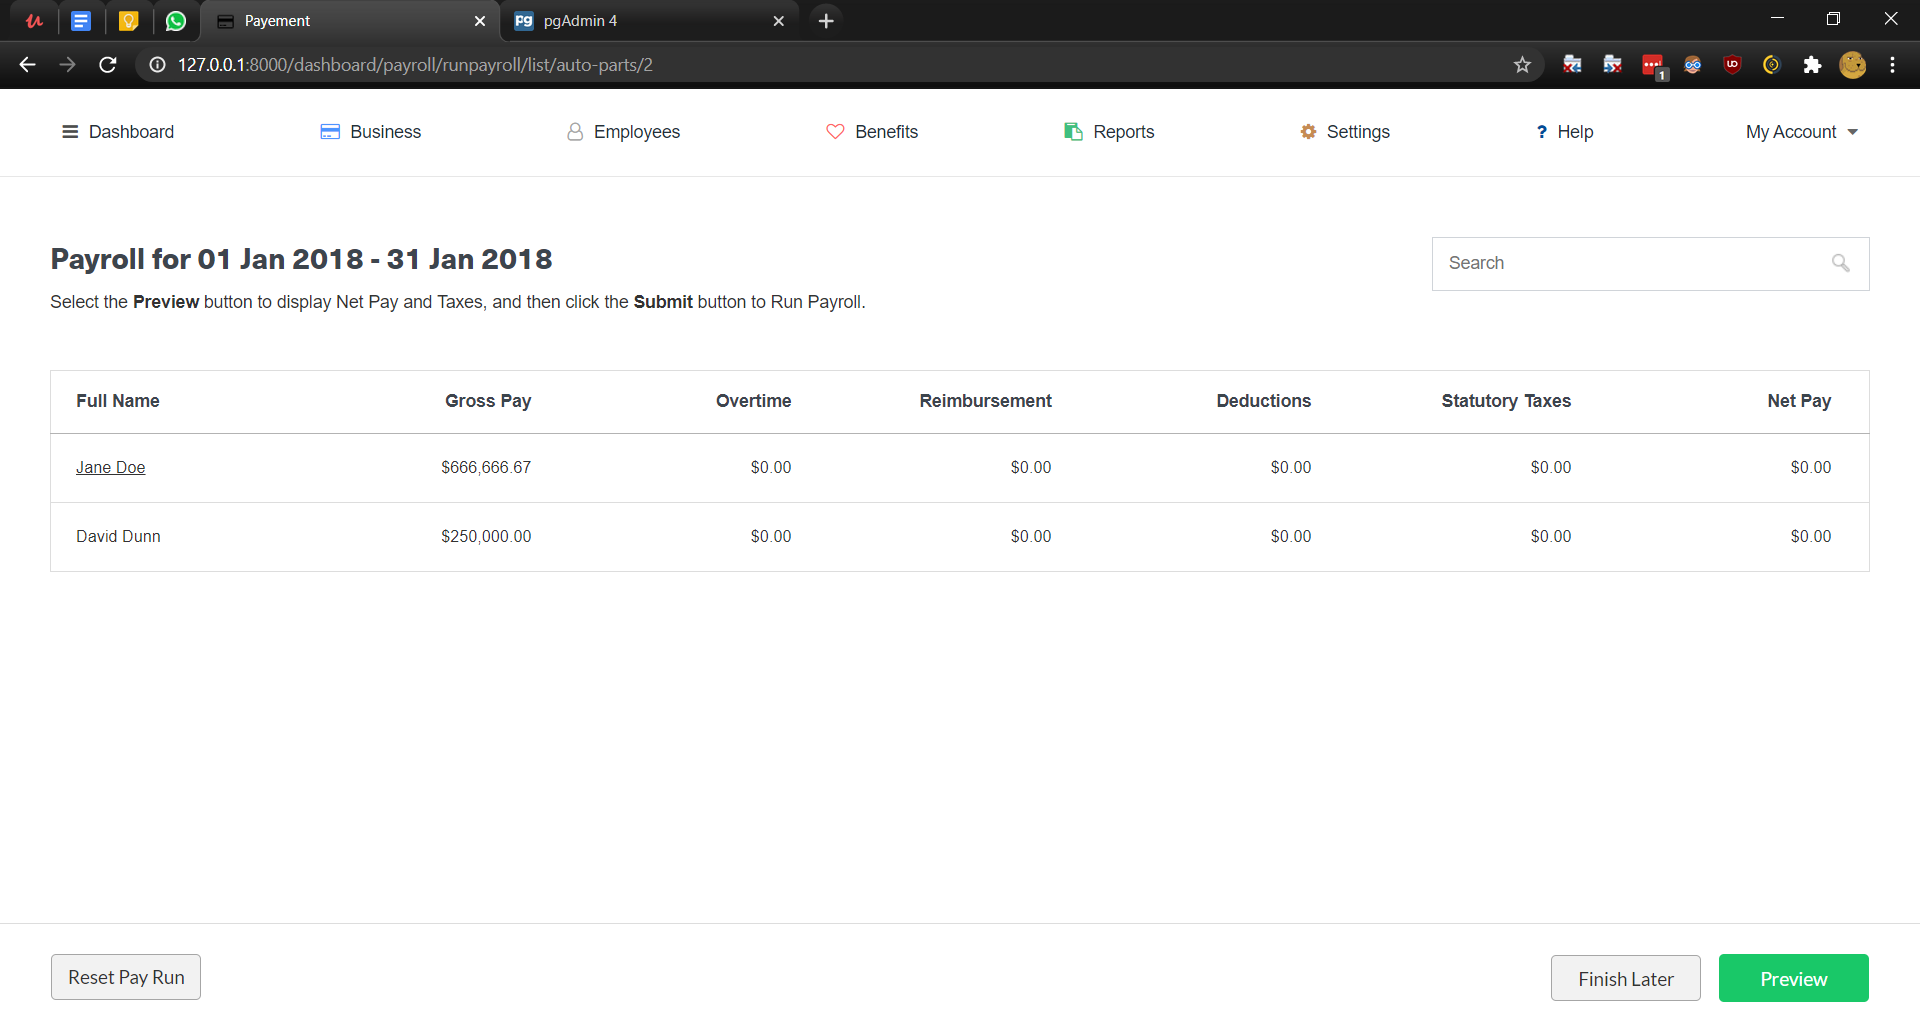 Payement
pgAdmin 4
127.0.0.1:8000/dashboard/payroll/runpayroll/list/auto-parts/2
1
Dashboard
Business
Employees
Benefits
Reports
Settings
? Help
My Account
Payroll for 01 Jan 2018 - 31 Jan 2018
Search
Select the Preview button to display Net Pay and Taxes, and then click the Submit button to Run Payroll.
Full Name Gross Pay Overtime Reimbursement Deductions Statutory Taxes Net Pay
Jane Doe $666,666.67 $0.00 $0.00 $0.00 $0.00 $0.00
David Dunn $250,000.00 $0.00 $0.00 $0.00 $0.00 $0.00
Reset Pay Run
Finish Later
Preview